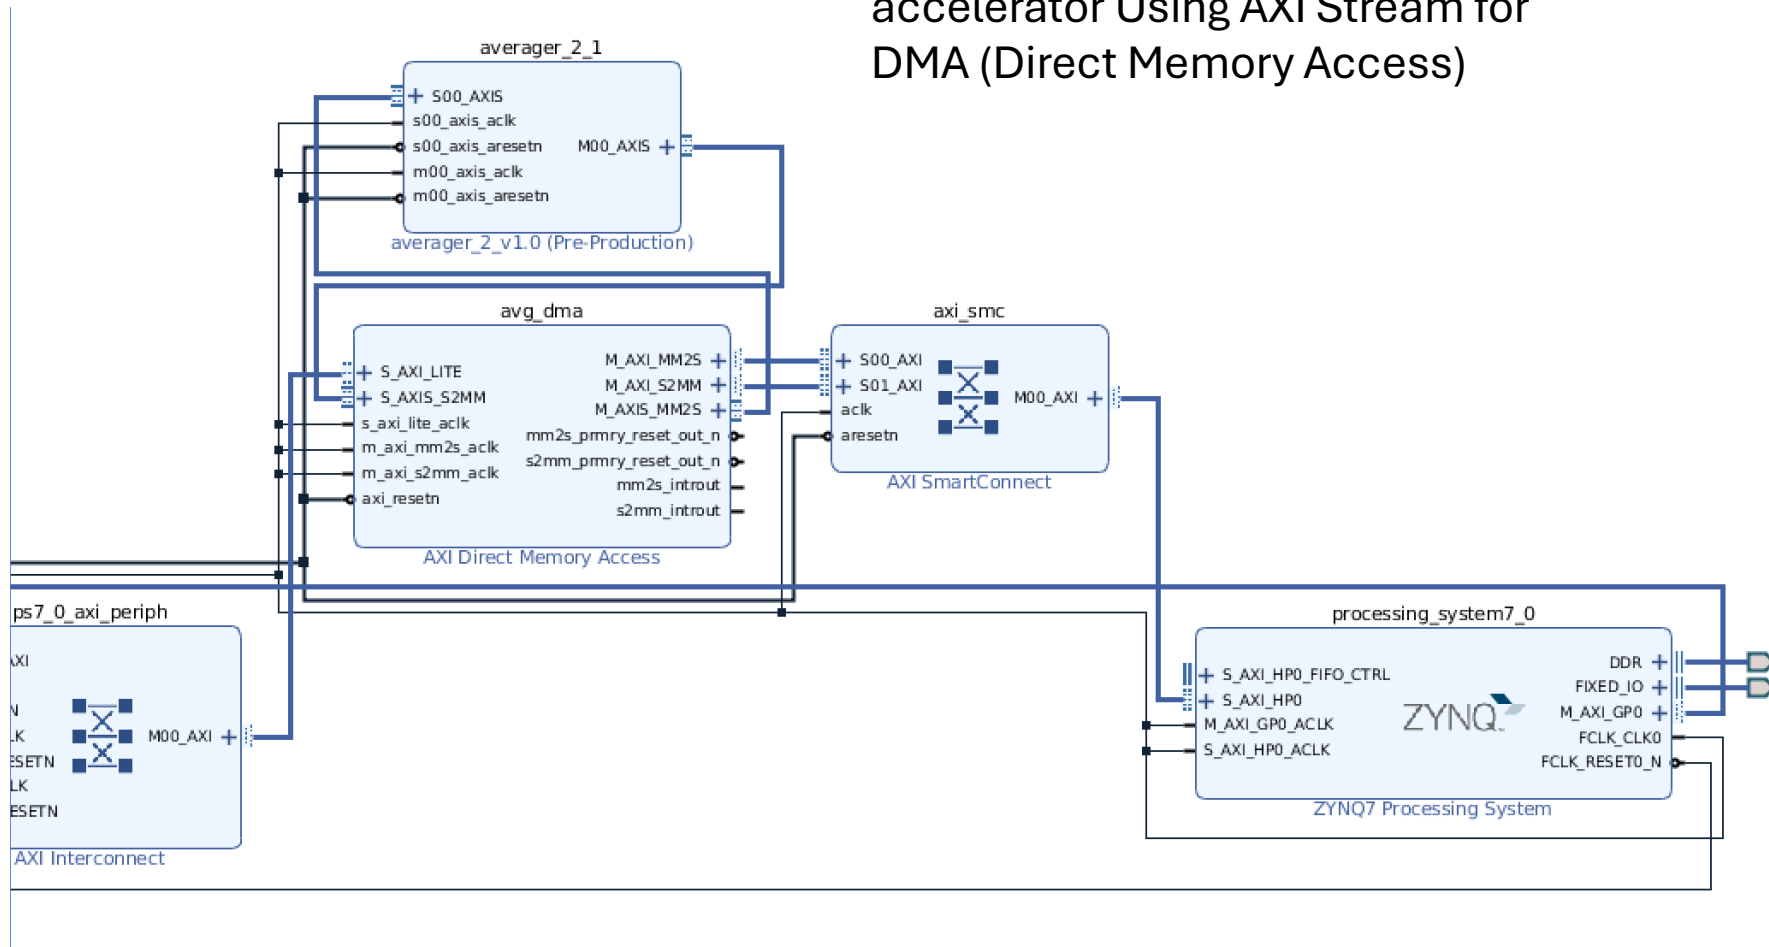 accelerator Using AXI Stream for
DMA (Direct Memory Access)
averager_2_1
S00_AXIS
s00_axis_aclk
s00_axis_aresetn
m00_axis_aclk
m00_axis_aresetn
M00_AXIS
averager_2_v1.0 (Pre-Production)
avg_dma
S_AXI_LITE
S_AXIS_S2MM
s_axi_lite_aclk
m_axi_mm2s_aclk
m_axi_s2mm_aclk
axi_resetn
M_AXI_MM2S
M_AXI_S2MM
M_AXIS_MM2S
mm2s_prmry_reset_out_n
s2mm_prmry_reset_out_n
mm2s_introut
s2mm_introut
AXI Direct Memory Access
axi_smc
S00_AXI
S01_AXI
aclk
aresetn
M00_AXI
AXI SmartConnect
ps7_0_axi_periph
AXI
N
LK
ESETN
LK
ESETN
M00_AXI
AXI Interconnect
processing_system7_0
S_AXI_HP0_FIFO_CTRL
S_AXI_HP0
M_AXI_GP0_ACLK
S_AXI_HP0_ACLK
ZYNQ
DDR
FIXED_IO
M_AXI_GP0
FCLK_CLK0
FCLK_RESET0_N
ZYNQ7 Processing System